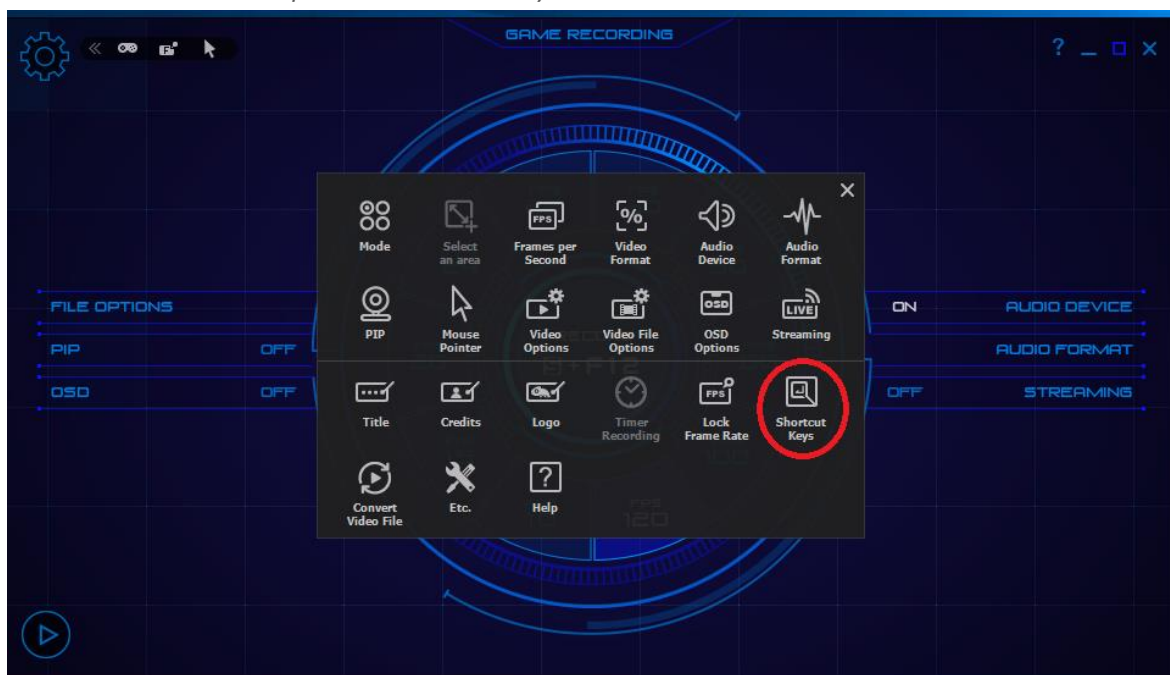 GAME RECORDING
?
Mode
Select
an area
FPS
Frames per
Second
%
Video
Format
Audio
Device
Audio
Format
FILE OPTIONS
ON
AUDIO DEVICE
PIP
Mouse
Pointer
Video
Options
Video File
Options
OSD
OSD
Options
LIVE
Streaming
PIP
OFF
AUDIO FORMAT
OSD
OFF
OFF
STREAMING
Title
Credits
Logo
Timer
Recording
FPS
Lock
Frame Rate
Shortcut
Keys
Convert
Video File
Etc.
?
Help
FPS
120